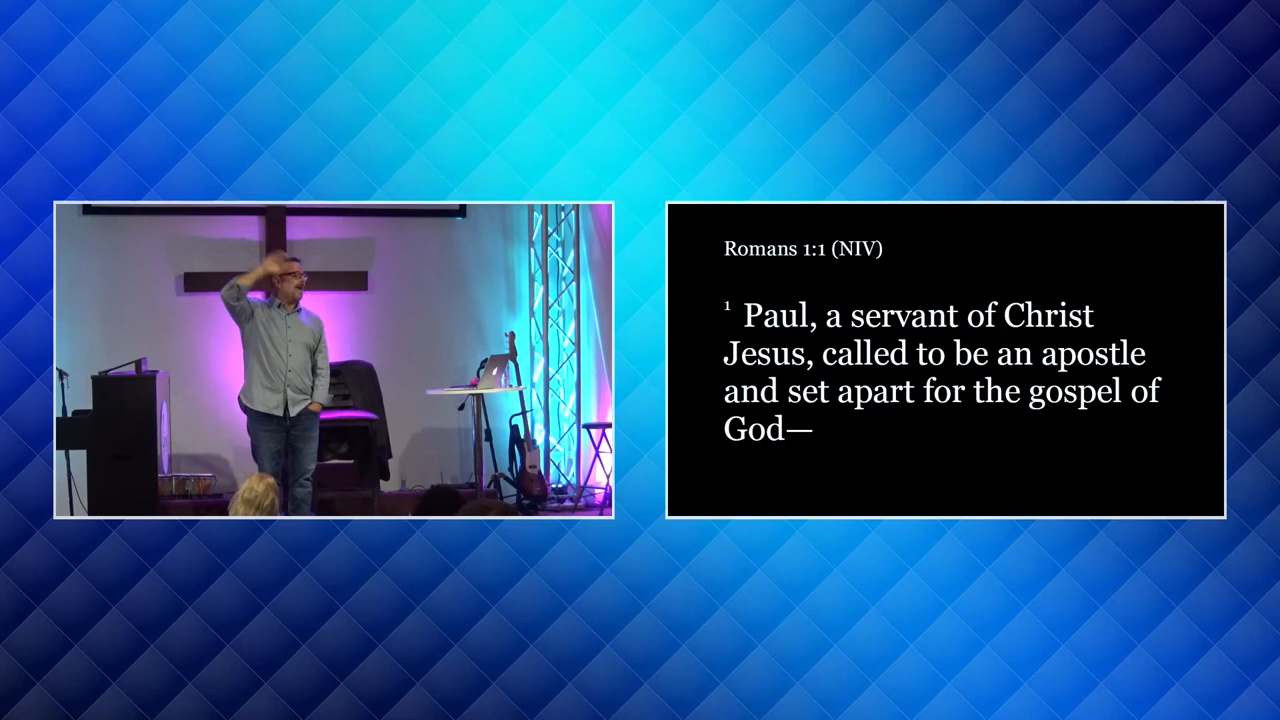 Romans 1:1 (NIV)
1 Paul, a servant of Christ
Jesus, called to be an apostle
and set apart for the gospel of
God—